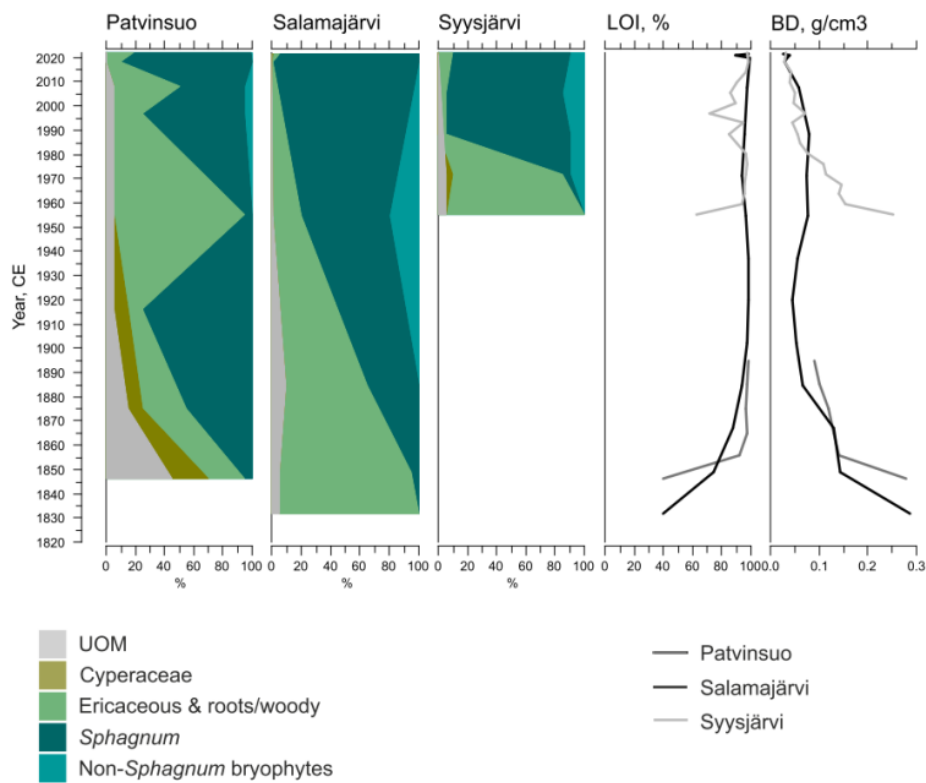 Patvinsuo Salamajärvi Syysjärvi LOI, % BD, g/cm3
Year, CE
2020
2010
2000
1990
1980
1970
1960
1950
1940
1930
1920
1910
1900
1890
1880
1870
1860
1850
1840
1830
1820
0 20 40 60 80 100 0 20 40 60 80 100 0 20 40 60 80 100 0 20 40 60 80 100 0.0 0.1 0.2 0.3
% % %
UOM
Cyperaceae
Ericaceous & roots/woody
Sphagnum
Non-Sphagnum bryophytes
Patvinsuo
Salamajärvi
Syysjärvi